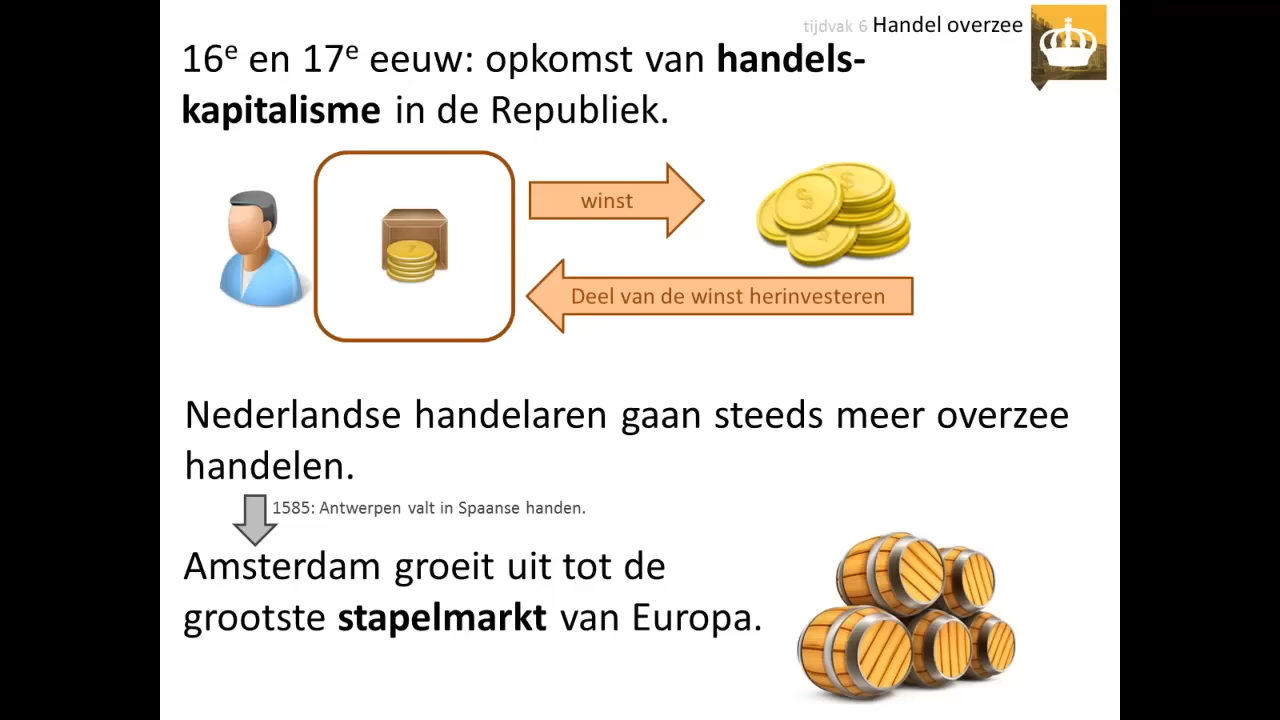 tijdvak 6 Handel overzee
16e en 17e eeuw: opkomst van handels-
kapitalisme in de Republiek.
winst
Deel van de winst herinvesteren
Nederlandse handelaren gaan steeds meer overzee
handelen.
1585: Antwerpen valt in Spaanse handen.
Amsterdam groeit uit tot de
grootste stapelmarkt van Europa.